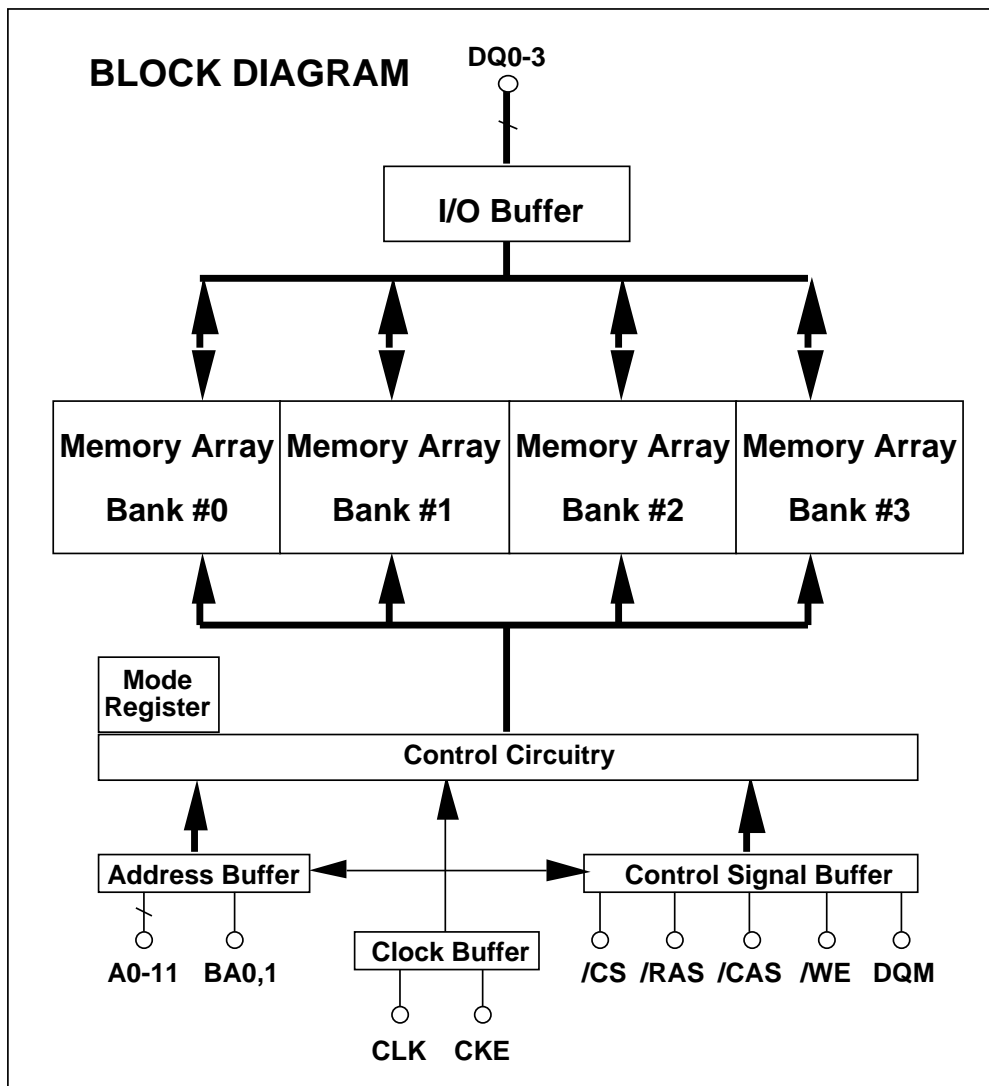 BLOCK DIAGRAM
DQ0-3
I/O Buffer
Memory Array
Bank #0
Memory Array
Bank #1
Memory Array
Bank #2
Memory Array
Bank #3
Mode
Register
Control Circuitry
Address Buffer
Control Signal Buffer
Clock Buffer
A0-11
BA0,1
/CS
/RAS
/CAS
/WE
DQM
CLK
CKE